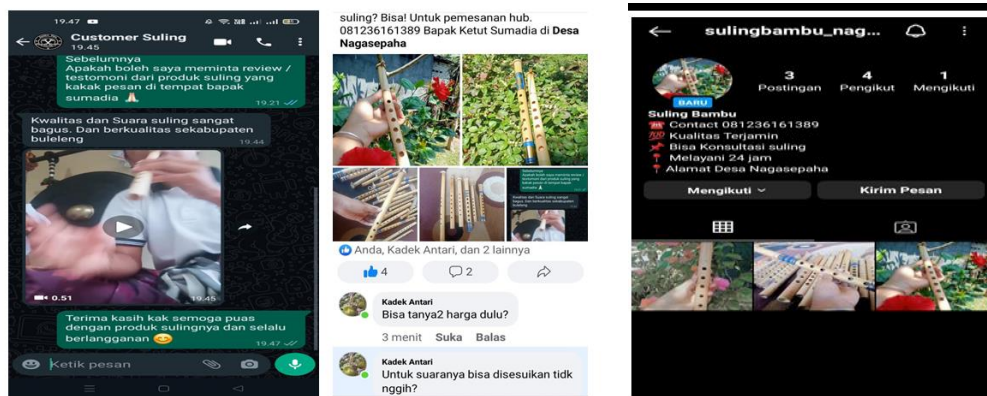 19.47
Customer Suling
19.45
Sebelumnya
Apakah boleh saya meminta review /
testomoni dari produk suling yang
kakak pesan di tempat bapak
sumadia 🙏🏻
19.21
Kwalitas dan Suara suling sangat
bagus. Dan berkualitas sekabupaten
buleleng
19.44
0.51
19.45
Terima kasih kak semoga puas
dengan produk sulingnya dan selalu
berlangganan 😊
19.47
Ketik pesan
suling? Bisa! Untuk pemesanan hub.
081236161389 Bapak Ketut Sumadia di Desa
Nagasepaha
Anda, Kadek Antari, dan 2 lainnya
4
2
Kadek Antari
Bisa tanya2 harga dulu?
3 menit Suka Balas
Kadek Antari
Untuk suaranya bisa disesuikan tidk
nggih?
sulingbambu_nag...
3 4 1
Postingan Pengikut Mengikuti
BARU
Suling Bambu
☎ Contact 081236161389
💯 Kualitas Terjamin
📌 Bisa Konsultasi suling
📍 Melayani 24 jam
📍 Alamat Desa Nagasepaha
Mengikuti Kirim Pesan